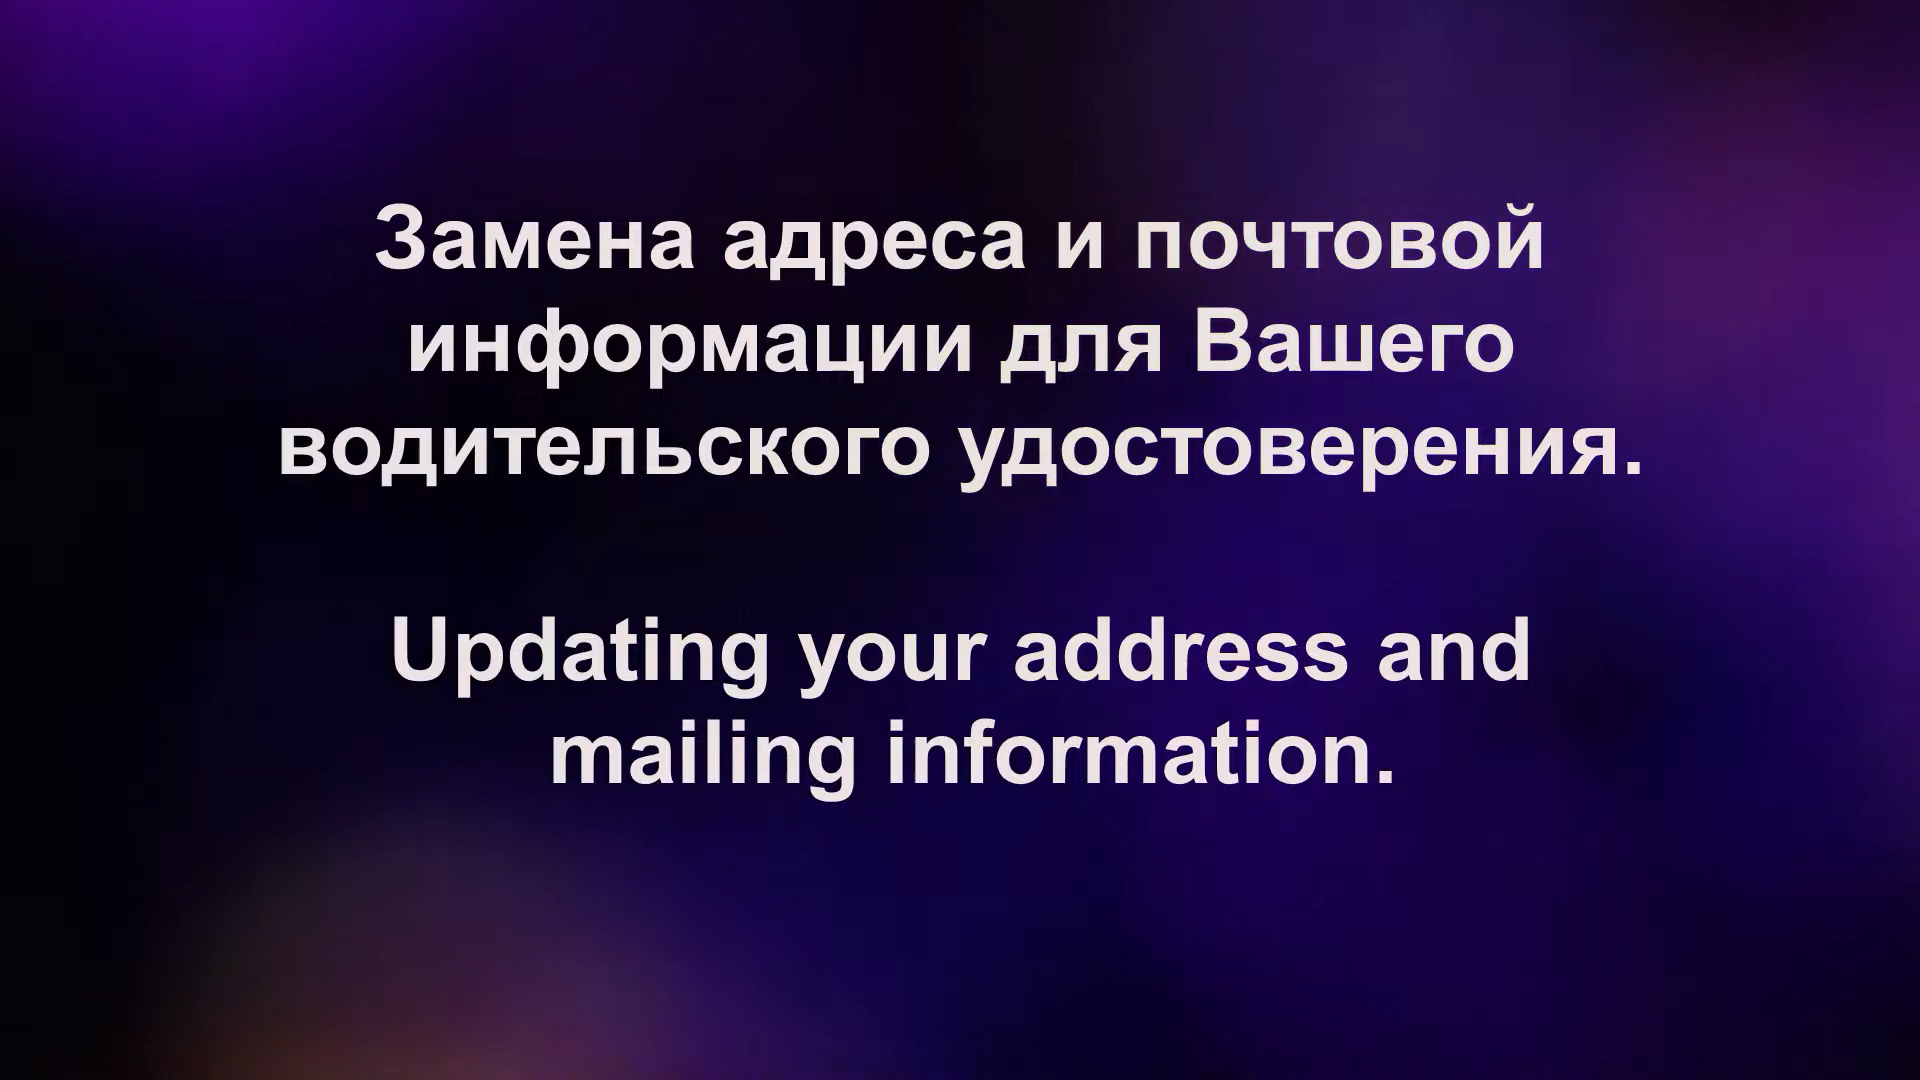 Замена адреса и почтовой
информации для Вашего
водительского удостоверения.
Updating your address and
mailing information.